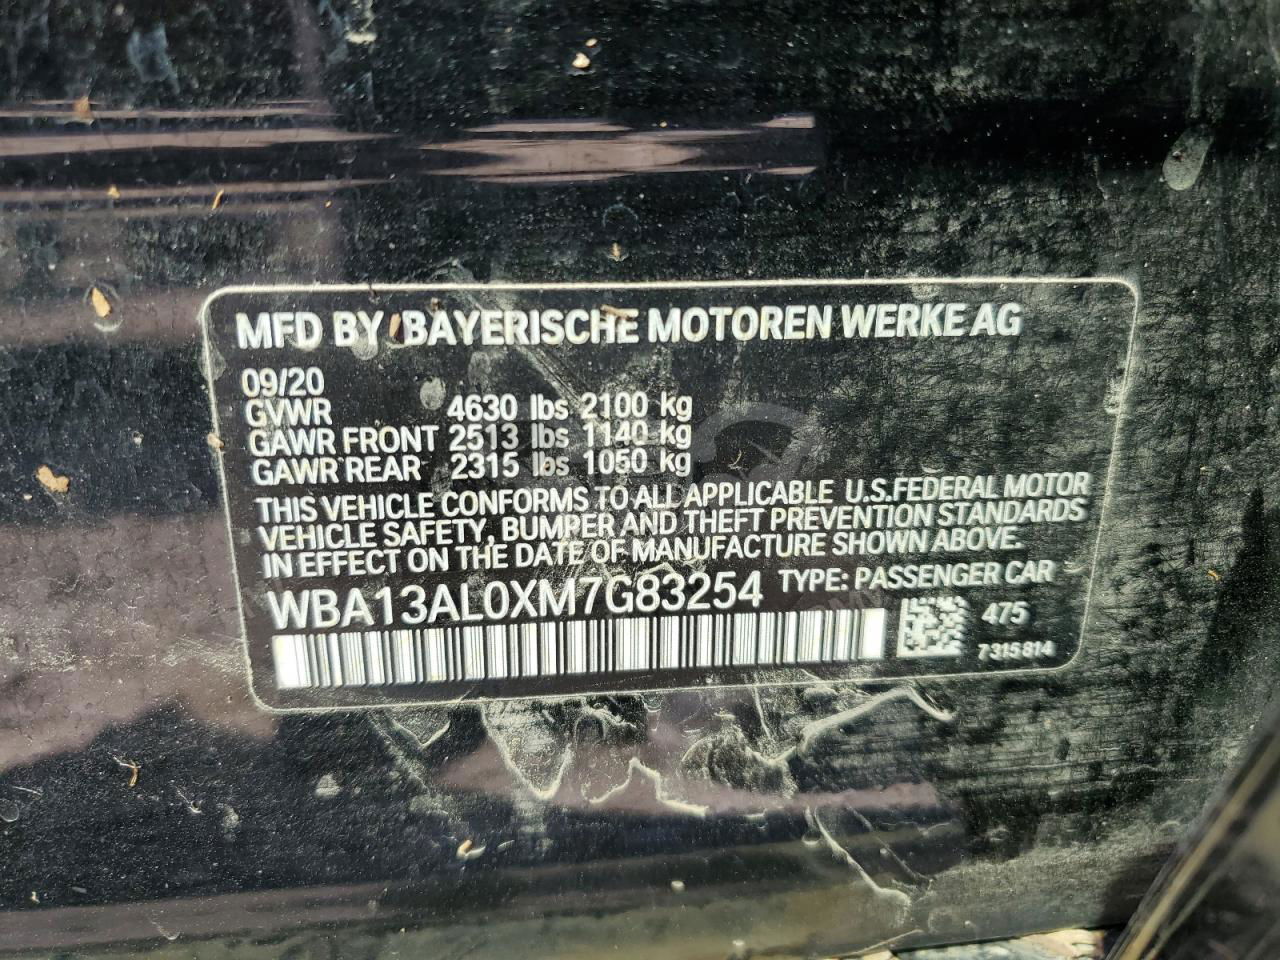 MFD BY BAYERISCHE MOTOREN WERKE AG
09/20
GVWR 4630 lbs 2100 kg
GAWR FRONT 2513 lbs 1140 kg
GAWR REAR 2315 lbs 1050 kg
THIS VEHICLE CONFORMS TO ALL APPLICABLE U.S.FEDERAL MOTOR
VEHICLE SAFETY, BUMPER AND THEFT PREVENTION STANDARDS
IN EFFECT ON THE DATE OF MANUFACTURE SHOWN ABOVE.
WBA13AL0XM7G83254 TYPE: PASSENGER CAR
475
7315814